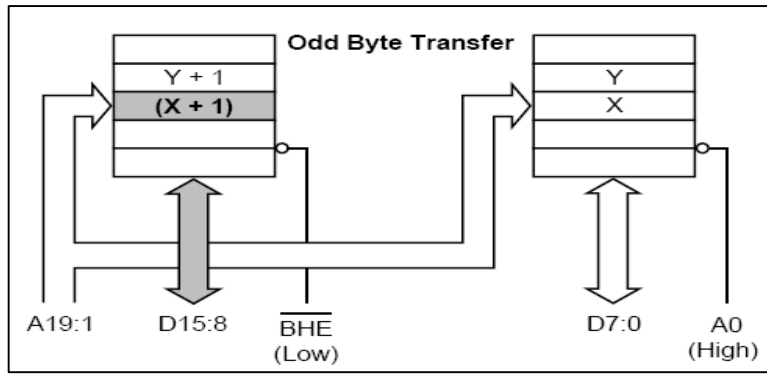 Odd Byte Transfer
Y + 1
Y
(X + 1)
X
A19:1
D15:8
BHE
(Low)
D7:0
A0
(High)